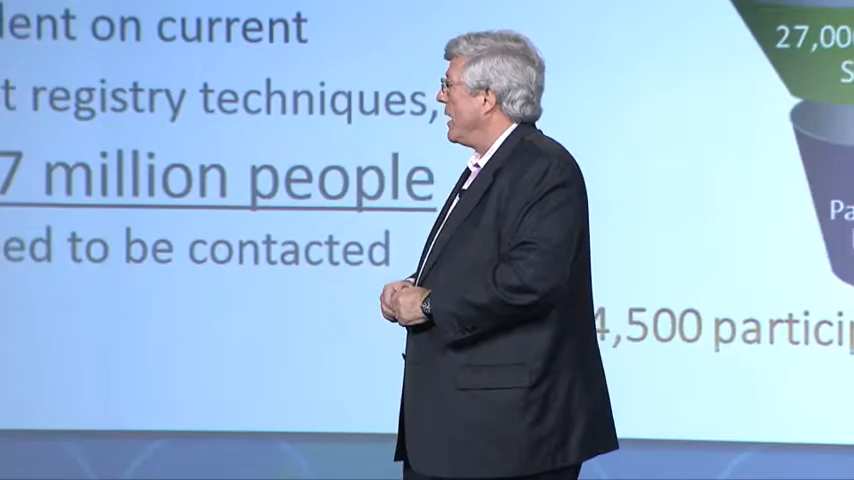 dent on current
t registry techniques,
7 million people
ed to be contacted
27,00
S
Pa
4,500 particip